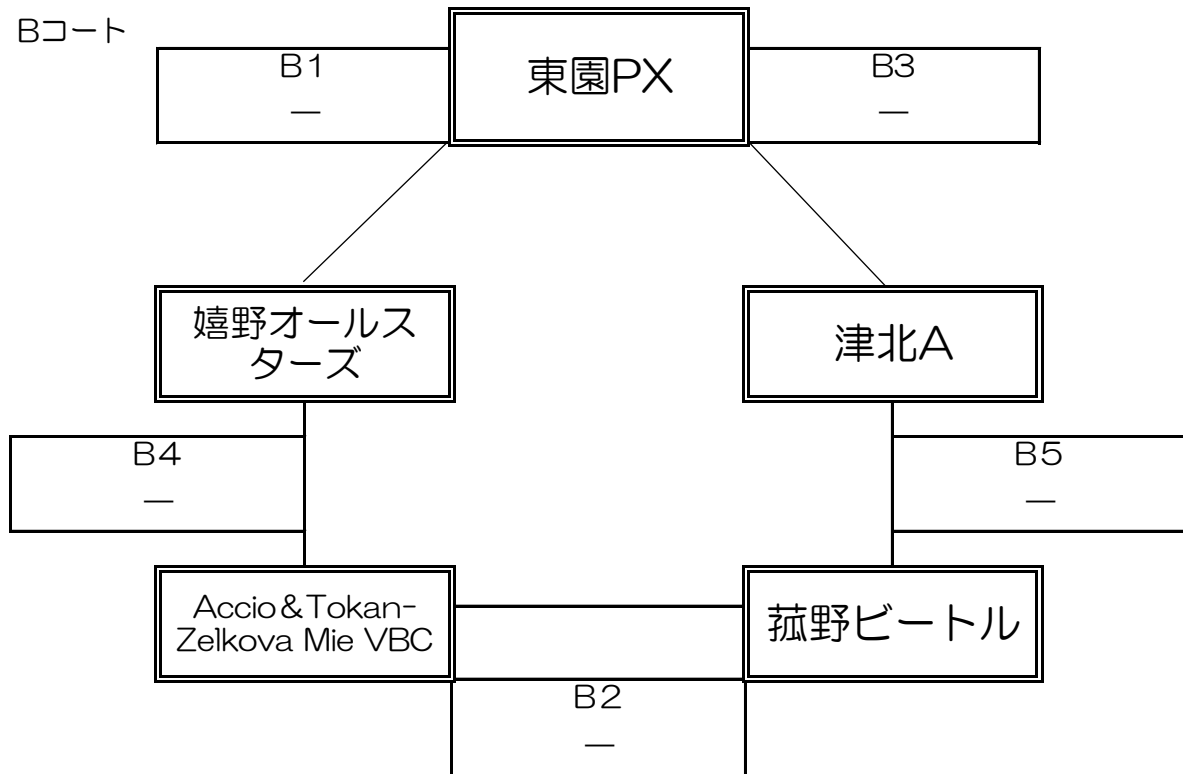 Bコート
B1
―
東園PX
B3
―
嬉野オールス
ターズ
津北A
B4
―
B5
―
Accio&Tokan-
Zelkova Mie VBC
菰野ビートル
B2
―